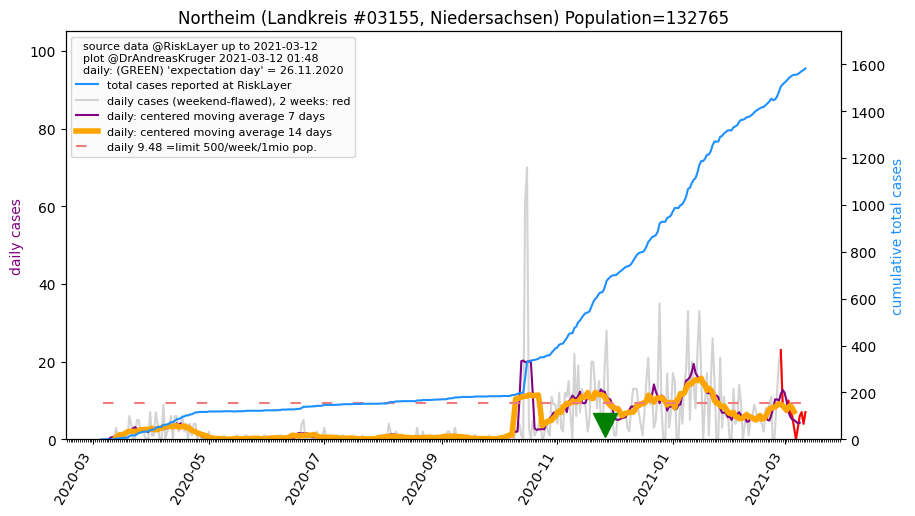 Northeim (Landkreis #03155, Niedersachsen) Population=132765
source data @RiskLayer up to 2021-03-12
plot @DrAndreasKruger 2021-03-12 01:48
daily: (GREEN) 'expectation day' = 26.11.2020
total cases reported at RiskLayer
daily cases (weekend-flawed), 2 weeks: red
daily: centered moving average 7 days
daily: centered moving average 14 days
daily 9.48 =limit 500/week/1mio pop.
daily cases
100
80
60
40
20
0
cumulative total cases
1600
1400
1200
1000
800
600
400
200
0
2020-03
2020-05
2020-07
2020-09
2020-11
2021-01
2021-03